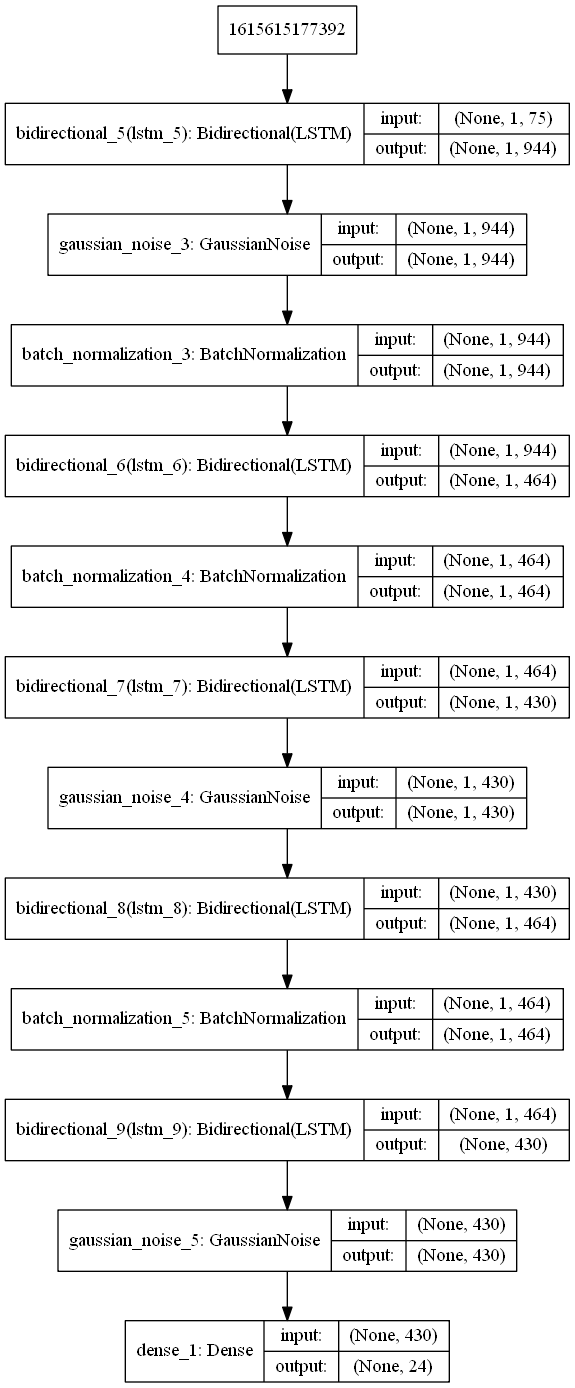 1615615177392
bidirectional_5(lstm_5): Bidirectional(LSTM)
input: (None, 1, 75)
output: (None, 1, 944)
gaussian_noise_3: GaussianNoise
input: (None, 1, 944)
output: (None, 1, 944)
batch_normalization_3: BatchNormalization
input: (None, 1, 944)
output: (None, 1, 944)
bidirectional_6(lstm_6): Bidirectional(LSTM)
input: (None, 1, 944)
output: (None, 1, 464)
batch_normalization_4: BatchNormalization
input: (None, 1, 464)
output: (None, 1, 464)
bidirectional_7(lstm_7): Bidirectional(LSTM)
input: (None, 1, 464)
output: (None, 1, 430)
gaussian_noise_4: GaussianNoise
input: (None, 1, 430)
output: (None, 1, 430)
bidirectional_8(lstm_8): Bidirectional(LSTM)
input: (None, 1, 430)
output: (None, 1, 464)
batch_normalization_5: BatchNormalization
input: (None, 1, 464)
output: (None, 1, 464)
bidirectional_9(lstm_9): Bidirectional(LSTM)
input: (None, 1, 464)
output: (None, 430)
gaussian_noise_5: GaussianNoise
input: (None, 430)
output: (None, 430)
dense_1: Dense
input: (None, 430)
output: (None, 24)